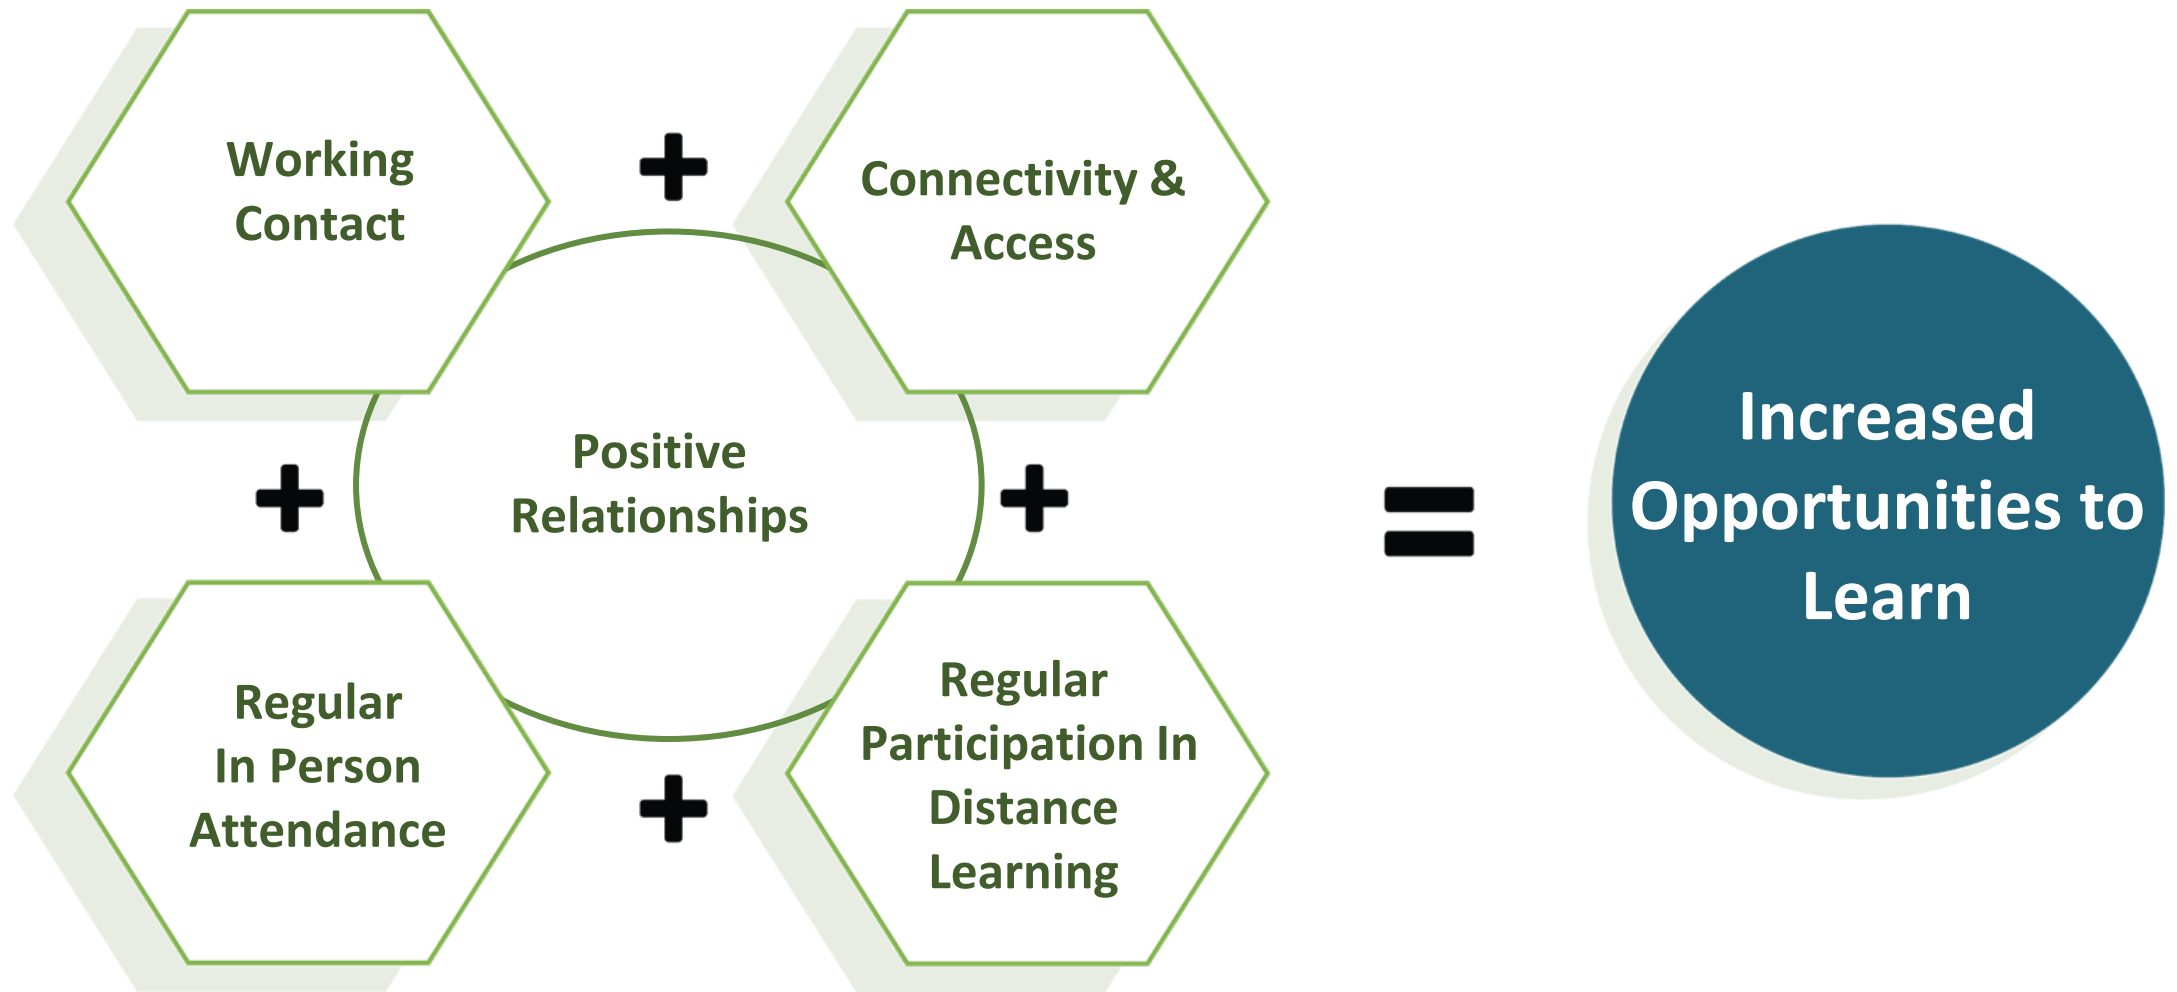 Working
Contact
Connectivity &
Access
Positive
Relationships
Regular
In Person
Attendance
Regular
Participation In
Distance
Learning
Increased
Opportunities to
Learn